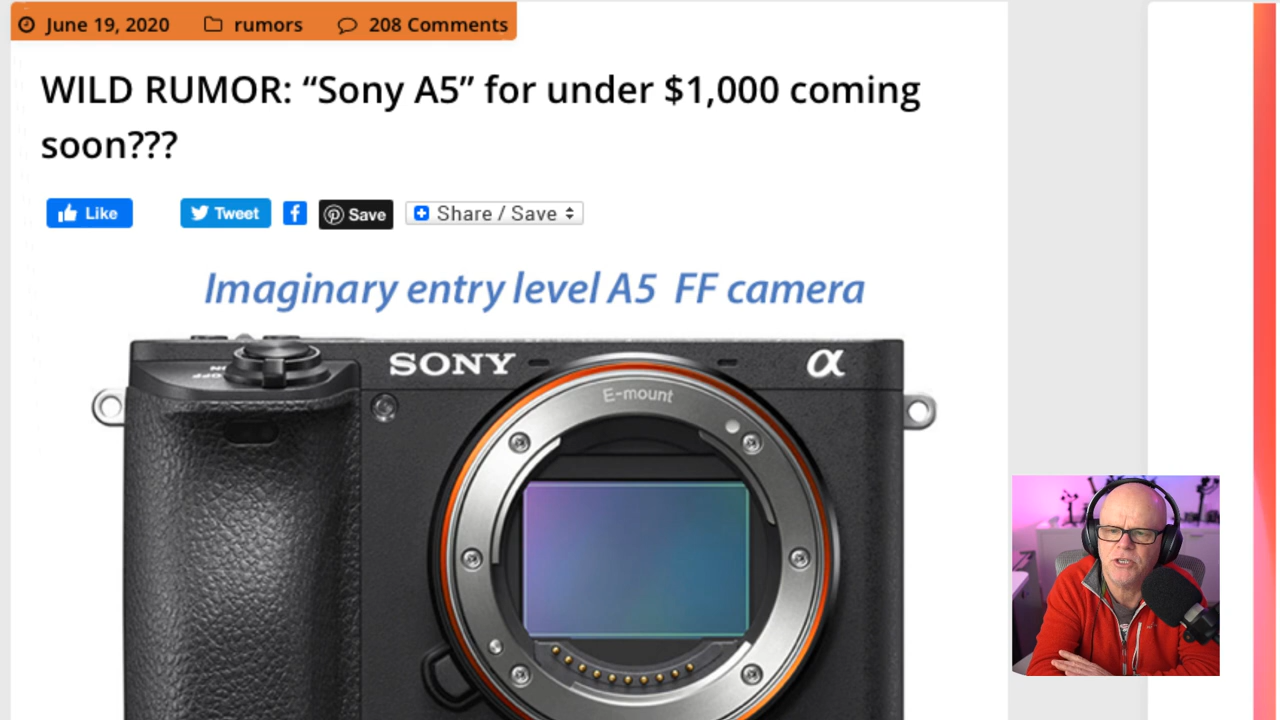 June 19, 2020 rumors 208 Comments
WILD RUMOR: “Sony A5” for under $1,000 coming
soon???
Like Tweet Save Share / Save
Imaginary entry level A5 FF camera
SONY α
OFF
E-mount